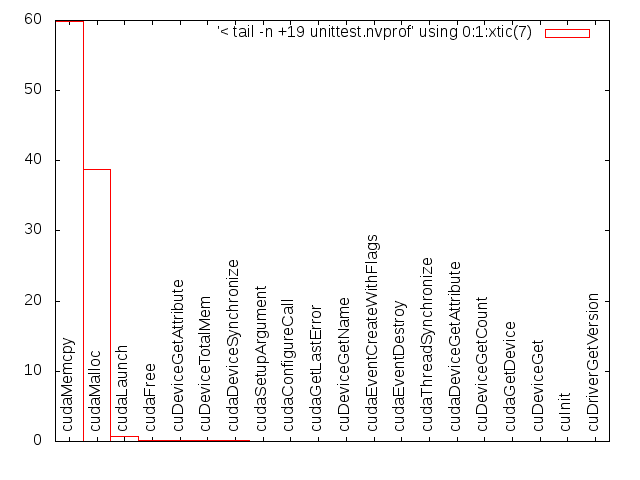 '< tail -n +19 unittest.nvprof' using 0:1:xtic(7)
60
50
40
30
20
10
0
cudaMemcpy
cudaMalloc
cudaLaunch
cudaFree
cuDeviceGetAttribute
cuDeviceTotalMem
cudaDeviceSynchronize
cudaSetupArgument
cudaConfigureCall
cudaGetLastError
cuDeviceGetName
cudaEventCreateWithFlags
cudaEventDestroy
cudaThreadSynchronize
cudaDeviceGetAttribute
cuDeviceGetCount
cudaGetDevice
cuDeviceGet
cuInit
cuDriverGetVersion